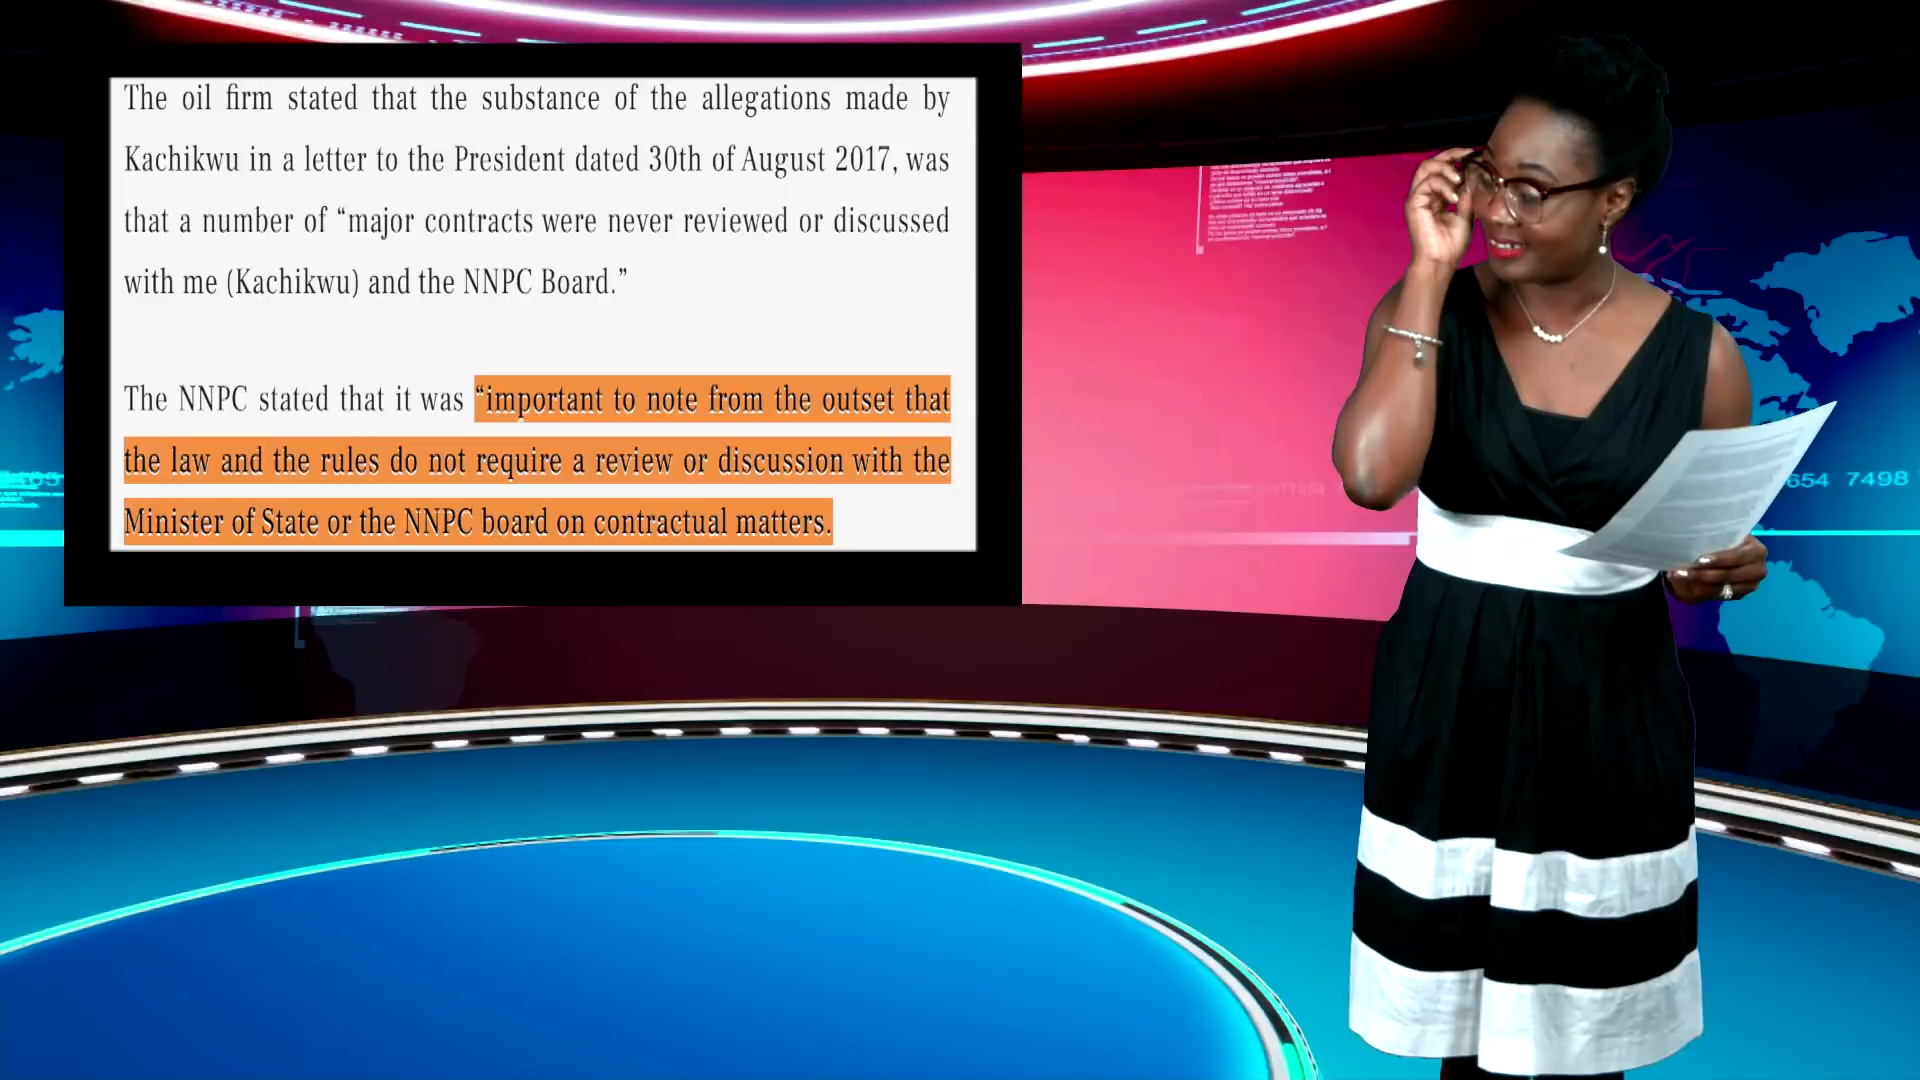 The oil firm stated that the substance of the allegations made by
Kachikwu in a letter to the President dated 30th of August 2017, was
that a number of “major contracts were never reviewed or discussed
with me (Kachikwu) and the NNPC Board.”
The NNPC stated that it was “important to note from the outset that
the law and the rules do not require a review or discussion with the
Minister of State or the NNPC board on contractual matters.
654 7498